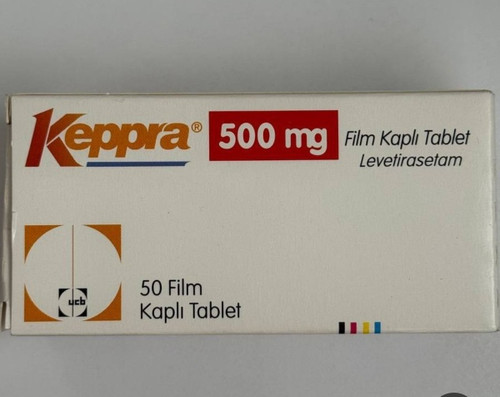 Keppra® 500 mg Film Kaplı Tablet
Levetirasetam
ucb
50 Film
Kaplı Tablet